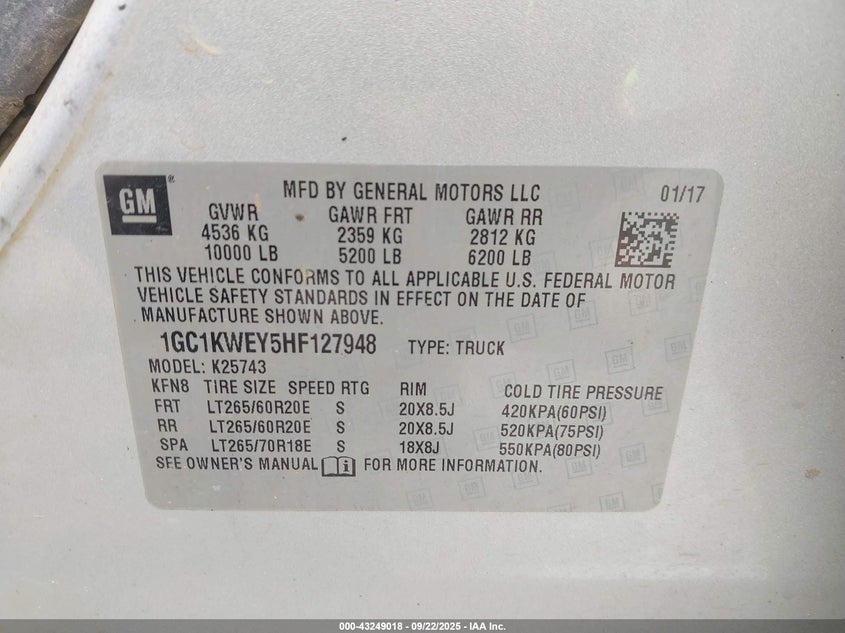 GM
MFD BY GENERAL MOTORS LLC 01/17
GVWR GAWR FRT GAWR RR
4536 KG 2359 KG 2812 KG
10000 LB 5200 LB 6200 LB
THIS VEHICLE CONFORMS TO ALL APPLICABLE U.S. FEDERAL MOTOR
VEHICLE SAFETY STANDARDS IN EFFECT ON THE DATE OF
MANUFACTURE SHOWN ABOVE.
1GC1KWEY5HF127948 TYPE: TRUCK
MODEL: K25743
KFN8 TIRE SIZE SPEED RTG RIM COLD TIRE PRESSURE
FRT LT265/60R20E S 20X8.5J 420KPA(60PSI)
RR LT265/60R20E S 20X8.5J 520KPA(75PSI)
SPA LT265/70R18E S 18X8J 550KPA(80PSI)
SEE OWNER'S MANUAL FOR MORE INFORMATION.
000-43249018 - 09/22/2025 - IAA Inc.